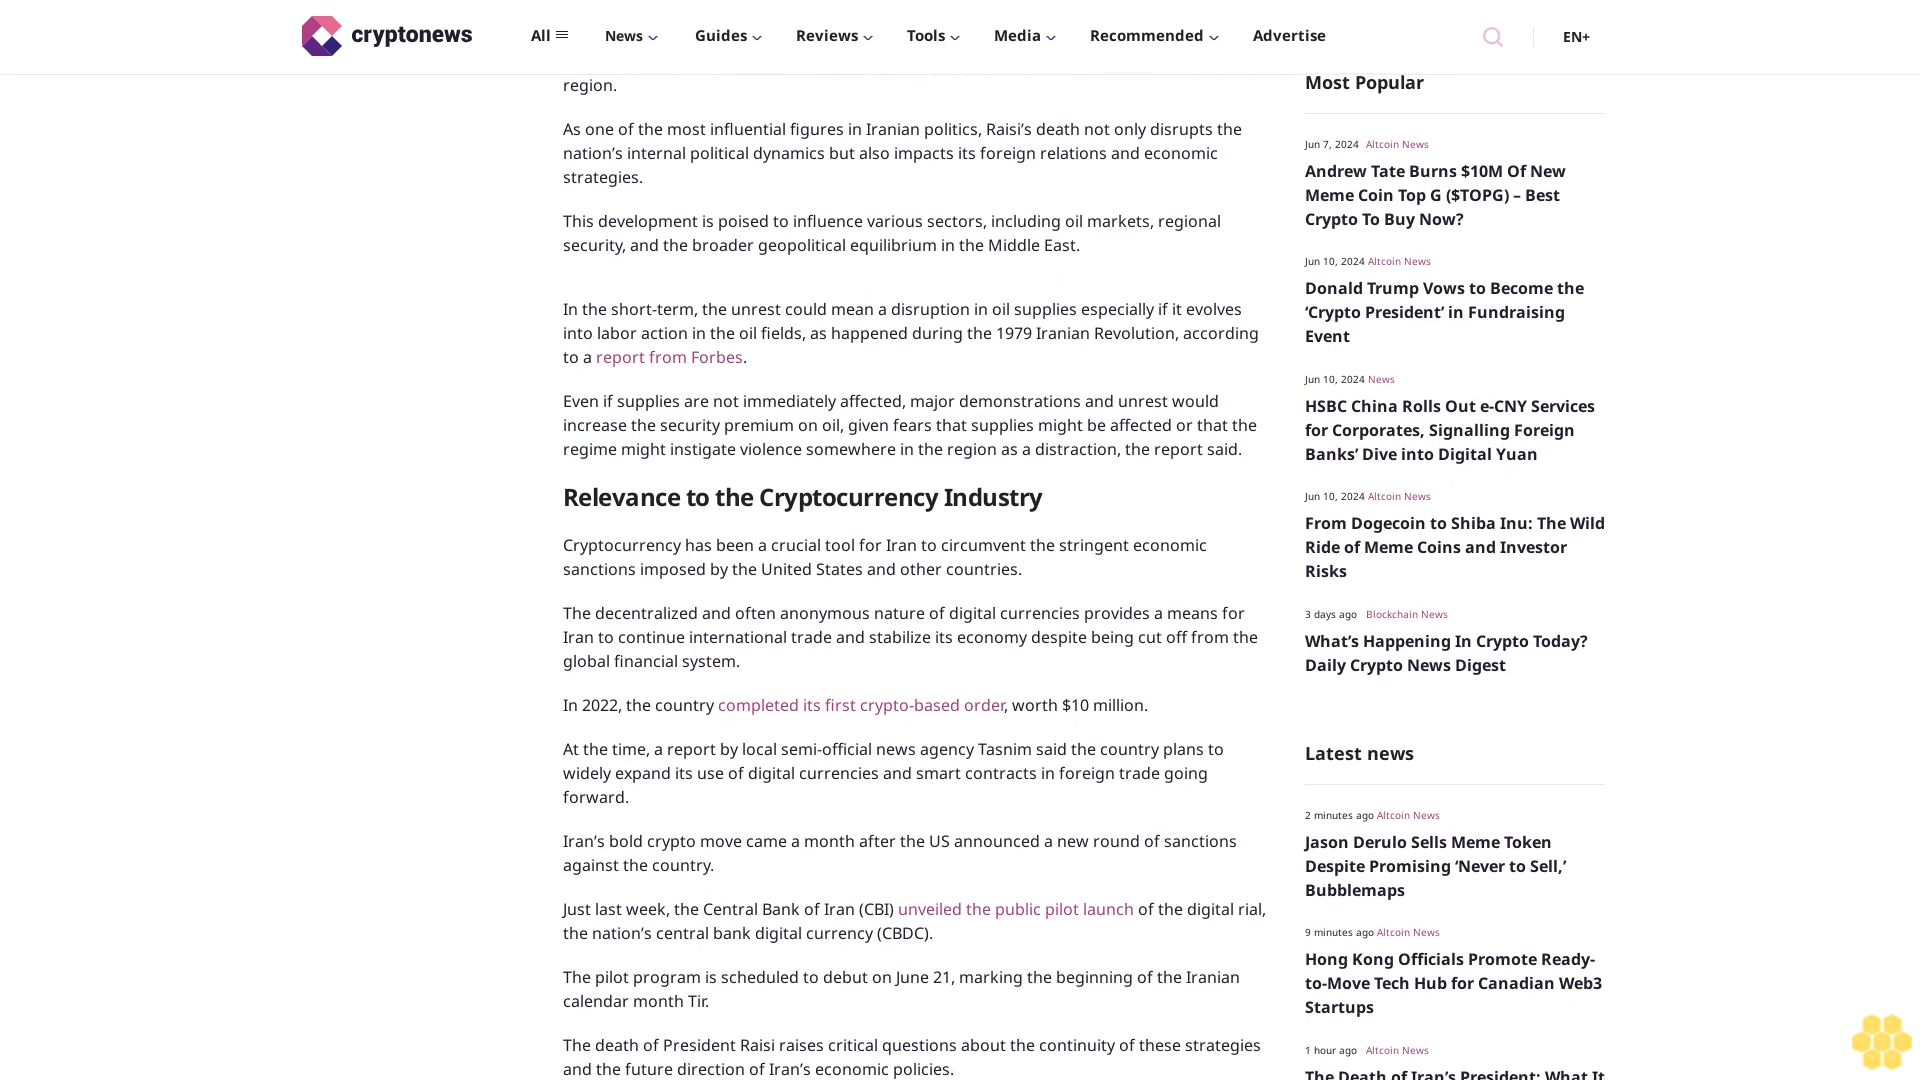 cryptonews
All
News
Guides
Reviews
Tools
Media
Recommended
Advertise
EN+
region.
As one of the most influential figures in Iranian politics, Raisi’s death not only disrupts the
nation’s internal political dynamics but also impacts its foreign relations and economic
strategies.
This development is poised to influence various sectors, including oil markets, regional
security, and the broader geopolitical equilibrium in the Middle East.
In the short-term, the unrest could mean a disruption in oil supplies especially if it evolves
into labor action in the oil fields, as happened during the 1979 Iranian Revolution, according
to a report from Forbes.
Even if supplies are not immediately affected, major demonstrations and unrest would
increase the security premium on oil, given fears that supplies might be affected or that the
regime might instigate violence somewhere in the region as a distraction, the report said.
Relevance to the Cryptocurrency Industry
Cryptocurrency has been a crucial tool for Iran to circumvent the stringent economic
sanctions imposed by the United States and other countries.
The decentralized and often anonymous nature of digital currencies provides a means for
Iran to continue international trade and stabilize its economy despite being cut off from the
global financial system.
In 2022, the country completed its first crypto-based order, worth $10 million.
At the time, a report by local semi-official news agency Tasnim said the country plans to
widely expand its use of digital currencies and smart contracts in foreign trade going
forward.
Iran’s bold crypto move came a month after the US announced a new round of sanctions
against the country.
Just last week, the Central Bank of Iran (CBI) unveiled the public pilot launch of the digital rial,
the nation’s central bank digital currency (CBDC).
The pilot program is scheduled to debut on June 21, marking the beginning of the Iranian
calendar month Tir.
The death of President Raisi raises critical questions about the continuity of these strategies
and the future direction of Iran’s economic policies.
Most Popular
Jun 7, 2024 Altcoin News
Andrew Tate Burns $10M Of New
Meme Coin Top G ($TOPG) – Best
Crypto To Buy Now?
Jun 10, 2024 Altcoin News
Donald Trump Vows to Become the
‘Crypto President’ in Fundraising
Event
Jun 10, 2024 News
HSBC China Rolls Out e-CNY Services
for Corporates, Signalling Foreign
Banks’ Dive into Digital Yuan
Jun 10, 2024 Altcoin News
From Dogecoin to Shiba Inu: The Wild
Ride of Meme Coins and Investor
Risks
3 days ago Blockchain News
What’s Happening In Crypto Today?
Daily Crypto News Digest
Latest news
2 minutes ago Altcoin News
Jason Derulo Sells Meme Token
Despite Promising ‘Never to Sell,’
Bubblemaps
9 minutes ago Altcoin News
Hong Kong Officials Promote Ready-
to-Move Tech Hub for Canadian Web3
Startups
1 hour ago Altcoin News
The Death of Iran’s President: What It